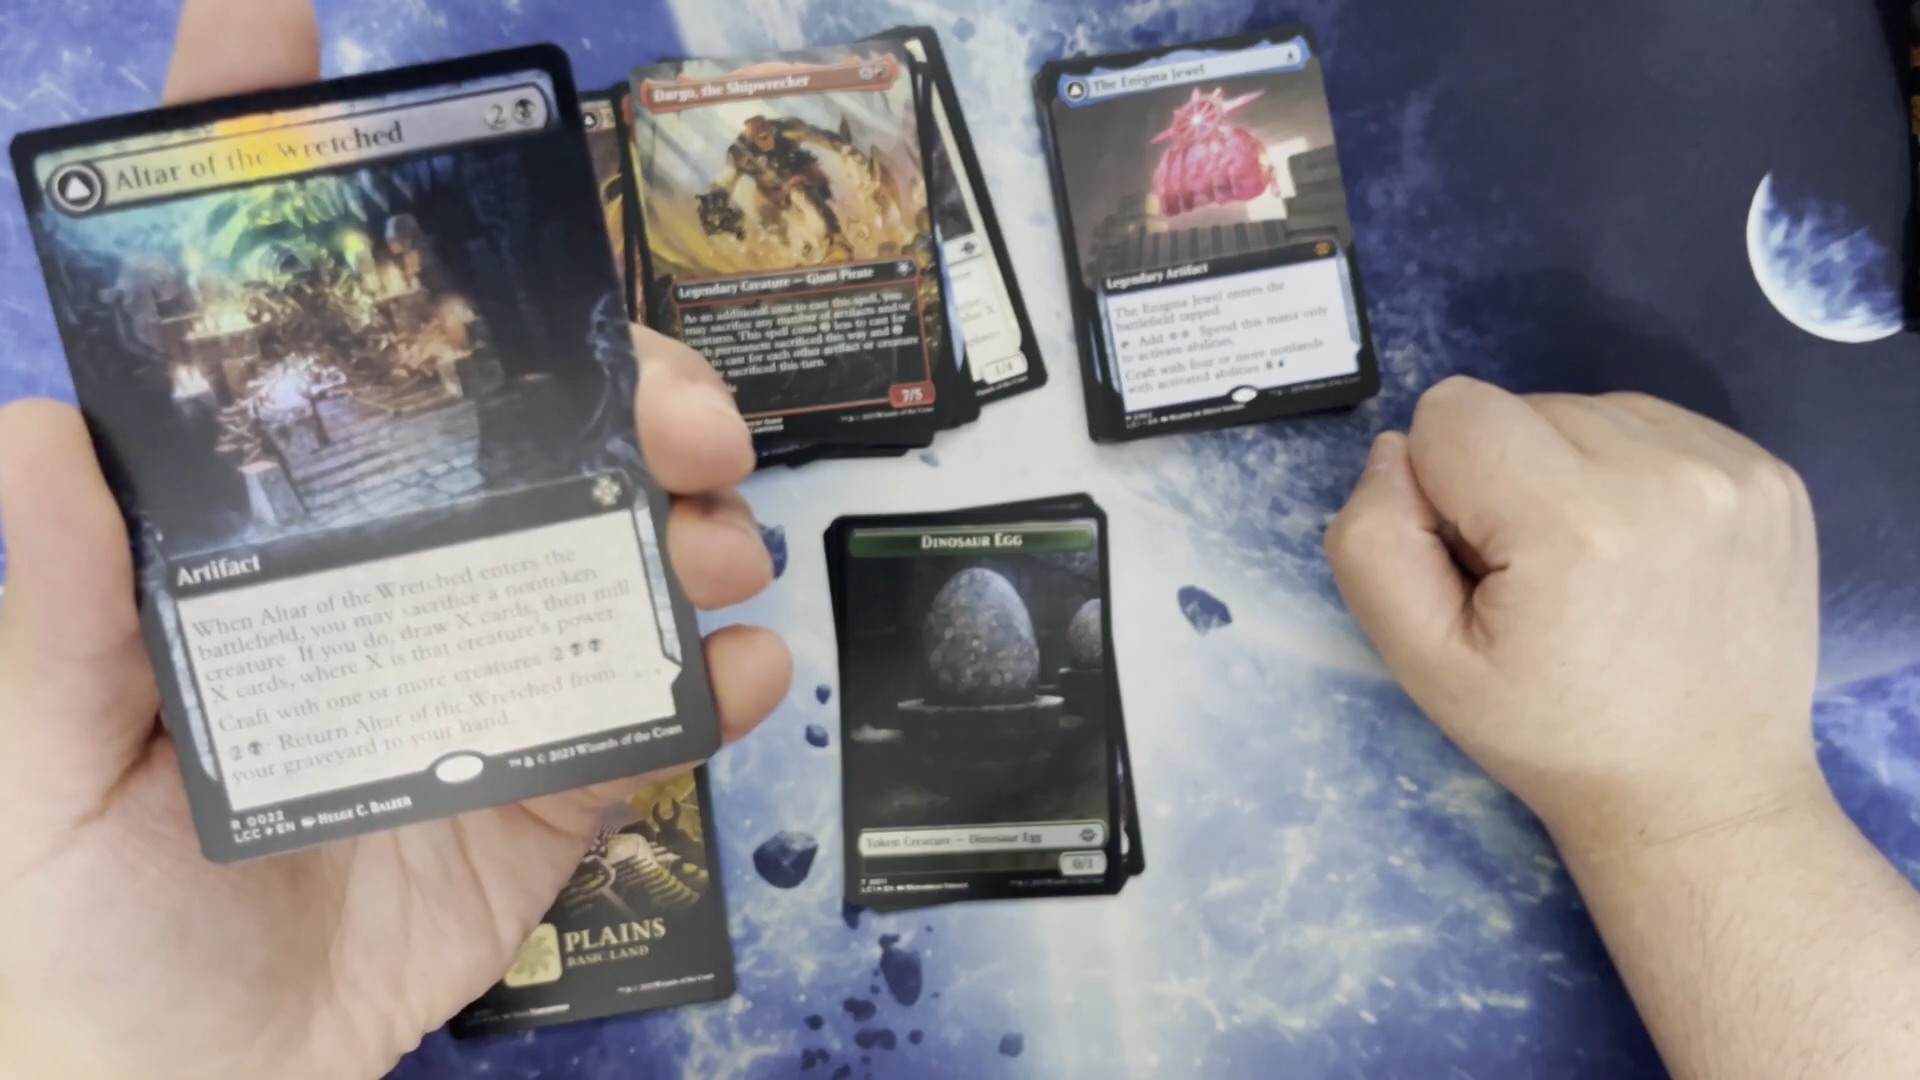 Altar of the Wretched
2
Artifact
When Altar of the Wretched enters the
battlefield, you may sacrifice a nontoken
creature. If you do, draw X cards, then mill
X cards, where X is that creature's power.
Craft with one or more creatures 2
2 : Return Altar of the Wretched from
your graveyard to your hand.
R 0022
LCC ★ EN HELGE C. BALZER
™ & © 2023 Wizards of the Coast
Dargo, the Shipwrecker
Legendary Creature — Giant Pirate
As an additional cost to cast this spell, you
may sacrifice any number of artifacts and/or
creatures. This spell costs less to cast for
permanent sacrificed this way and
to cast for each other artifact or creature
sacrificed this turn.
7/5
1/4
The Enigma Jewel
Legendary Artifact
The Enigma Jewel enters the
battlefield tapped.
Add . Spend this mana only
to activate abilities.
Craft with four or more nonlands
with activated abilities 8
DINOSAUR EGG
Token Creature — Dinosaur Egg
0/1
PLAINS
BASIC LAND